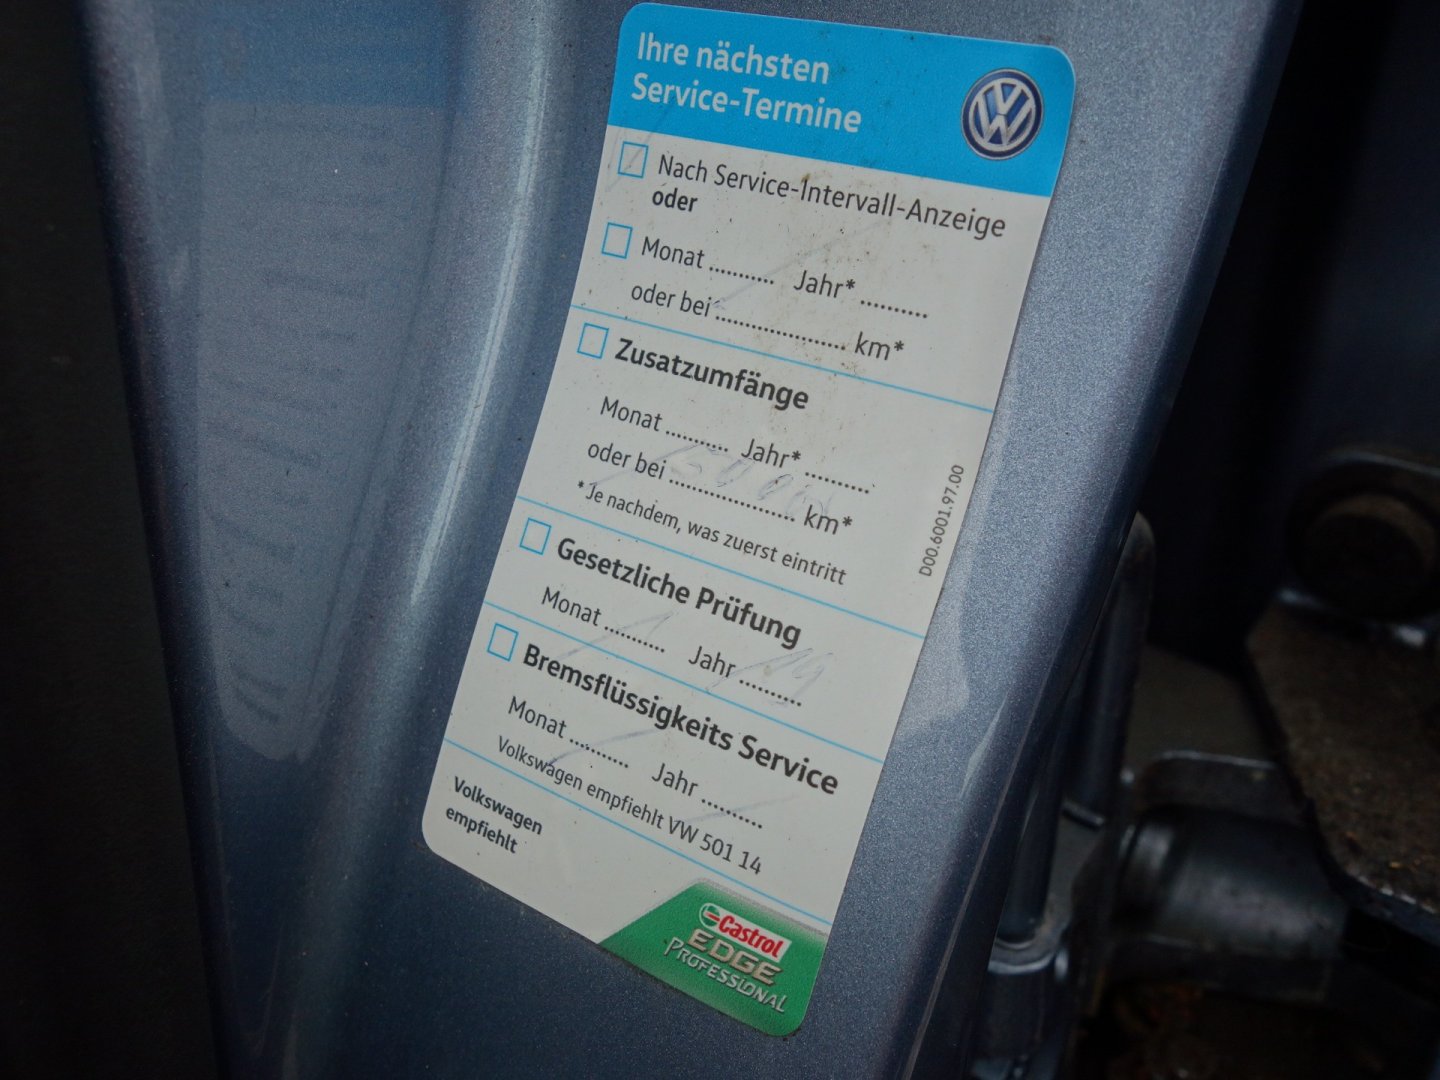 Ihre nächsten
Service-Termine
Nach Service-Intervall-Anzeige
oder
Monat ........... Jahr* ...........
oder bei ...................... km*
Zusatzumfänge
Monat ........... Jahr* ...........
oder bei ...................... km*
*Je nachdem, was zuerst eintritt
Gesetzliche Prüfung
Monat ........... Jahr ...........
Bremsflüssigkeits Service
Monat ........... Jahr ...........
Volkswagen empfiehlt VW 501 14
D00.6001.97.00
Volkswagen
empfiehlt
Castrol
EDGE
PROFESSIONAL